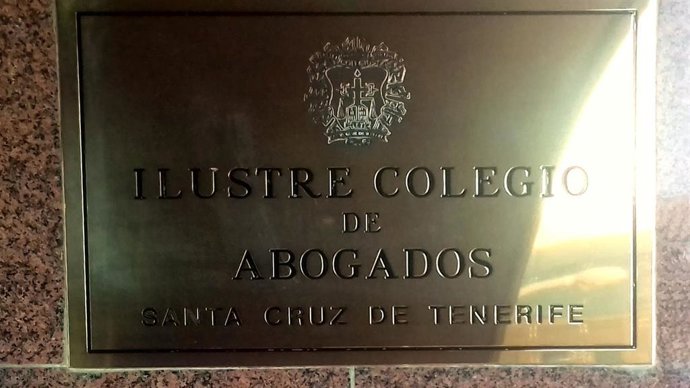 ILUSTRE COLEGIO
DE
ABOGADOS
SANTA CRUZ DE TENERIFE